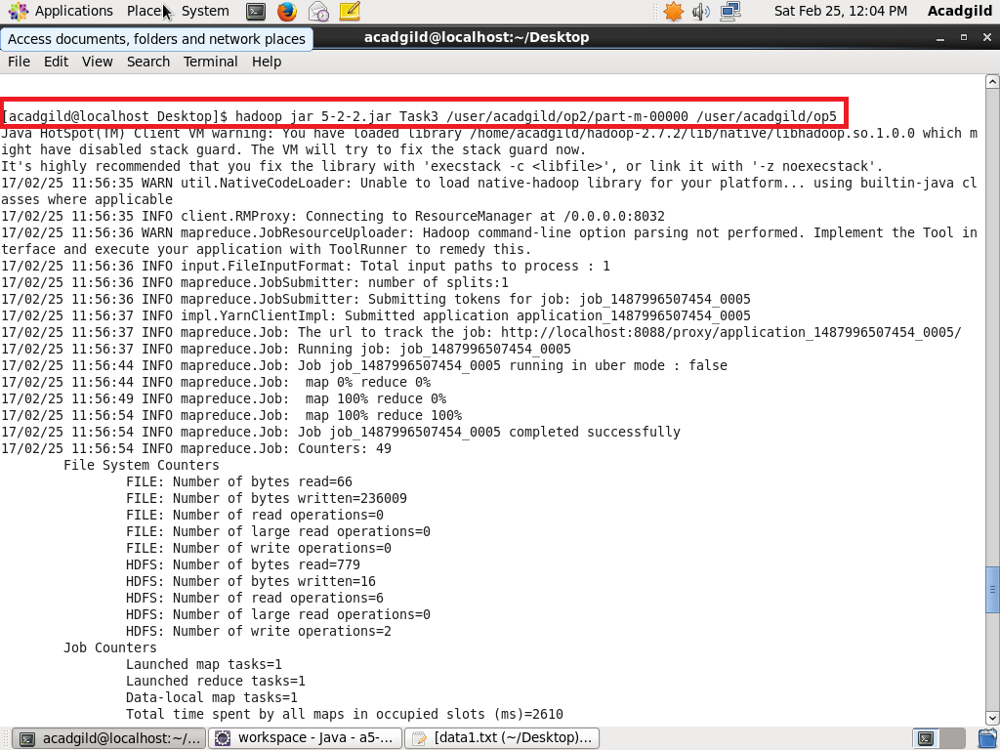 Applications Places System
Sat Feb 25, 12:04 PM Acadgild
Access documents, folders and network places
acadgild@localhost:~/Desktop
File Edit View Search Terminal Help
[acadgild@localhost Desktop]$ hadoop jar 5-2-2.jar Task3 /user/acadgild/op2/part-m-00000 /user/acadgild/op5
Java HotSpot(TM) Client VM warning: You have loaded library /home/acadgild/hadoop-2.7.2/lib/native/libhadoop.so.1.0.0 which m
ight have disabled stack guard. The VM will try to fix the stack guard now.
It's highly recommended that you fix the library with 'execstack -c <libfile>', or link it with '-z noexecstack'.
17/02/25 11:56:35 WARN util.NativeCodeLoader: Unable to load native-hadoop library for your platform... using builtin-java cl
asses where applicable
17/02/25 11:56:35 INFO client.RMProxy: Connecting to ResourceManager at /0.0.0.0:8032
17/02/25 11:56:36 WARN mapreduce.JobResourceUploader: Hadoop command-line option parsing not performed. Implement the Tool in
terface and execute your application with ToolRunner to remedy this.
17/02/25 11:56:36 INFO input.FileInputFormat: Total input paths to process : 1
17/02/25 11:56:36 INFO mapreduce.JobSubmitter: number of splits:1
17/02/25 11:56:36 INFO mapreduce.JobSubmitter: Submitting tokens for job: job_1487996507454_0005
17/02/25 11:56:37 INFO impl.YarnClientImpl: Submitted application application_1487996507454_0005
17/02/25 11:56:37 INFO mapreduce.Job: The url to track the job: http://localhost:8088/proxy/application_1487996507454_0005/
17/02/25 11:56:37 INFO mapreduce.Job: Running job: job_1487996507454_0005
17/02/25 11:56:44 INFO mapreduce.Job: Job job_1487996507454_0005 running in uber mode : false
17/02/25 11:56:44 INFO mapreduce.Job:  map 0% reduce 0%
17/02/25 11:56:49 INFO mapreduce.Job:  map 100% reduce 0%
17/02/25 11:56:54 INFO mapreduce.Job:  map 100% reduce 100%
17/02/25 11:56:54 INFO mapreduce.Job: Job job_1487996507454_0005 completed successfully
17/02/25 11:56:54 INFO mapreduce.Job: Counters: 49
File System Counters
FILE: Number of bytes read=66
FILE: Number of bytes written=236009
FILE: Number of read operations=0
FILE: Number of large read operations=0
FILE: Number of write operations=0
HDFS: Number of bytes read=779
HDFS: Number of bytes written=16
HDFS: Number of read operations=6
HDFS: Number of large read operations=0
HDFS: Number of write operations=2
Job Counters
Launched map tasks=1
Launched reduce tasks=1
Data-local map tasks=1
Total time spent by all maps in occupied slots (ms)=2610
acadgild@localhost:~/...
workspace - Java - a5-...
[data1.txt (~/Desktop)...